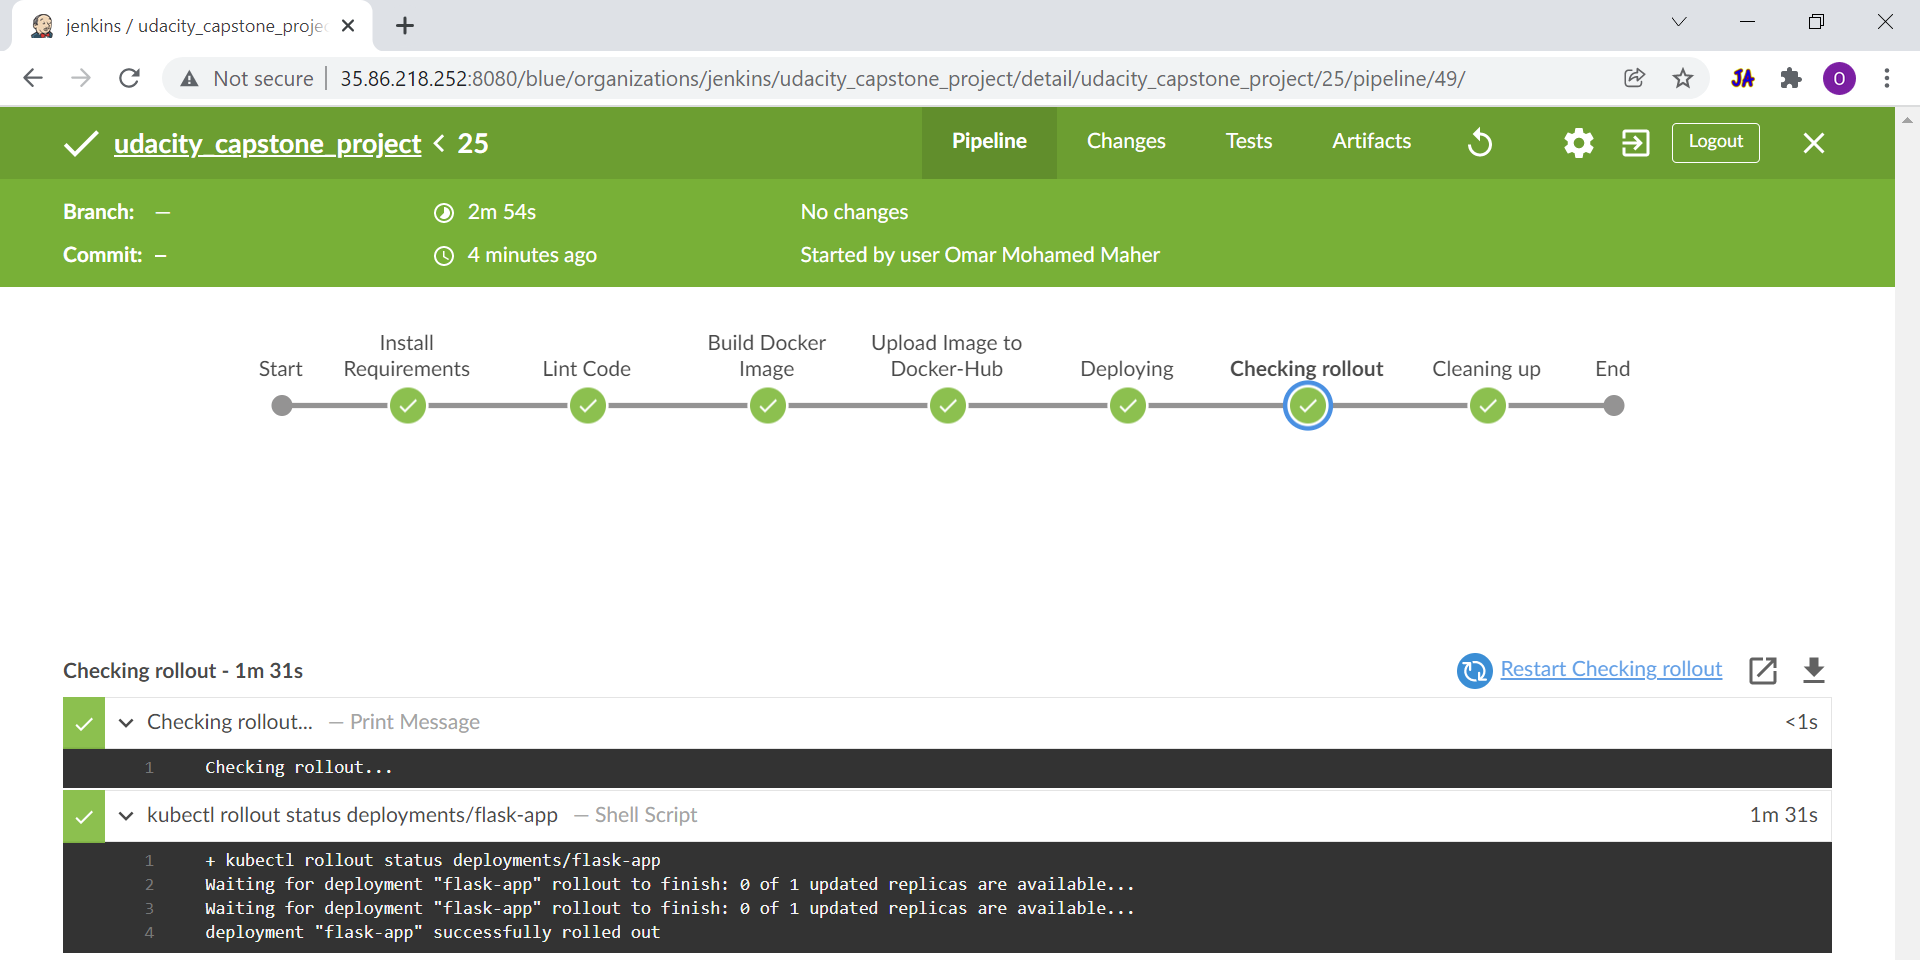 jenkins / udacity_capstone_proje
Not secure
35.86.218.252:8080/blue/organizations/jenkins/udacity_capstone_project/detail/udacity_capstone_project/25/pipeline/49/
JA
O
udacity_capstone_project < 25
Pipeline
Changes
Tests
Artifacts
Logout
Branch: —
2m 54s
No changes
Commit: –
4 minutes ago
Started by user Omar Mohamed Maher
Start
Install
Requirements
Lint Code
Build Docker
Image
Upload Image to
Docker-Hub
Deploying
Checking rollout
Cleaning up
End
Checking rollout - 1m 31s
Restart Checking rollout
Checking rollout... — Print Message
<1s
1 Checking rollout...
kubectl rollout status deployments/flask-app — Shell Script
1m 31s
1 + kubectl rollout status deployments/flask-app
2 Waiting for deployment "flask-app" rollout to finish: 0 of 1 updated replicas are available...
3 Waiting for deployment "flask-app" rollout to finish: 0 of 1 updated replicas are available...
4 deployment "flask-app" successfully rolled out